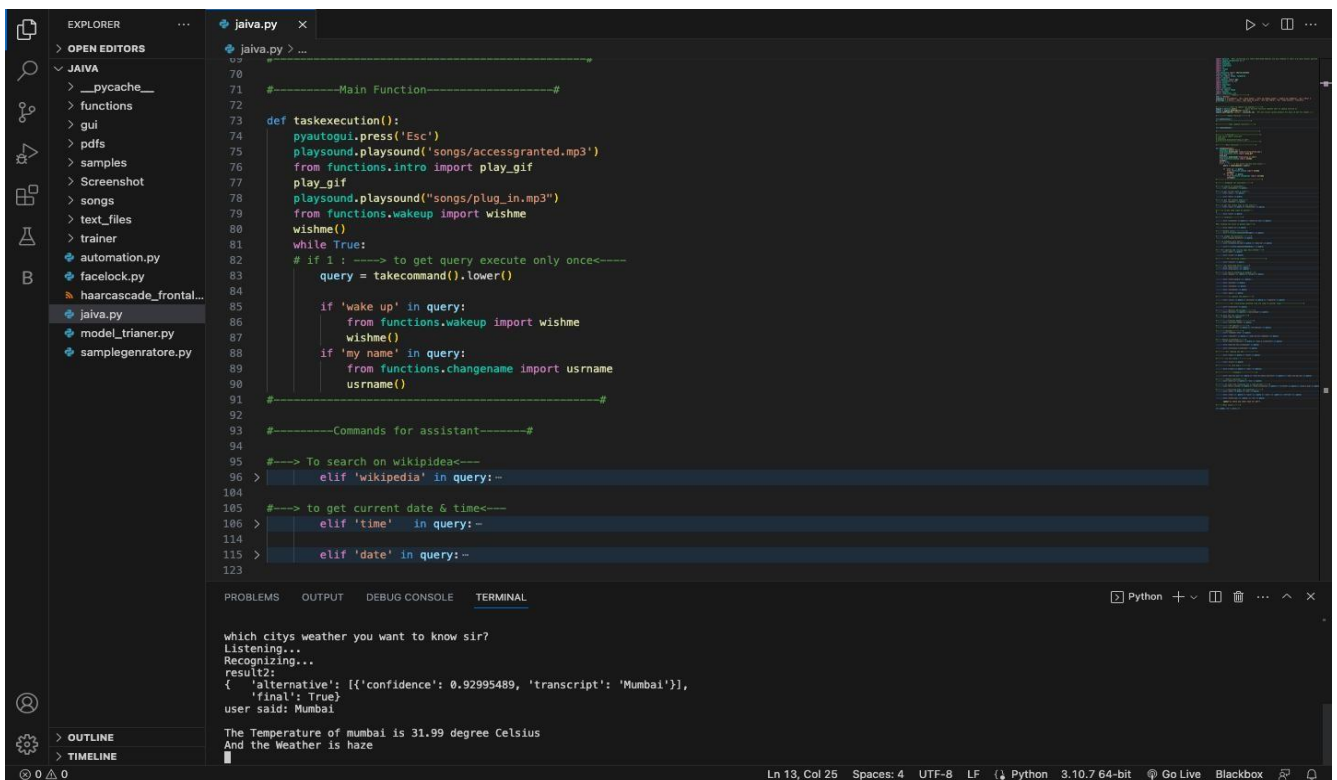 EXPLORER
OPEN EDITORS
JAIVA
__pycache__
functions
gui
pdfs
samples
Screenshot
songs
text_files
trainer
automation.py
facelock.py
haarcascade_frontal...
jaiva.py
model_trianer.py
samplegenratore.py
OUTLINE
TIMELINE
jaiva.py
jaiva.py > ...
69 #------------------------------------------------#
70
71 #----------Main Function-------------------#
72
73 def taskexecution():
74 pyautogui.press('Esc')
75 playsound.playsound('songs/accessgranted.mp3')
76 from functions.intro import play_gif
77 play_gif
78 playsound.playsound("songs/plug_in.mp3")
79 from functions.wakeup import wishme
80 wishme()
81 while True:
82 # if 1 : ----> to get query execute only once<----
83 query = takecommand().lower()
84
85 if 'wake up' in query:
86 from functions.wakeup import wishme
87 wishme()
88 if 'my name' in query:
89 from functions.changename import usrname
90 usrname()
91 #--------------------------------------------------#
92
93 #---------Commands for assistant-------#
94
95 #---> To search on wikipidea<---
96 elif 'wikipedia' in query:
104
105 #---> to get current date & time<---
106 elif 'time'   in query:
114
115 elif 'date' in query:
123
PROBLEMS OUTPUT DEBUG CONSOLE TERMINAL
Python
which citys weather you want to know sir?
Listening...
Recognizing...
result2:
{   'alternative': [{'confidence': 0.92995489, 'transcript': 'Mumbai'}],
'final': True}
user said: Mumbai
The Temperature of mumbai is 31.99 degree Celsius
And the Weather is haze
0 0 Ln 13, Col 25 Spaces: 4 UTF-8 LF Python 3.10.7 64-bit Go Live Blackbox